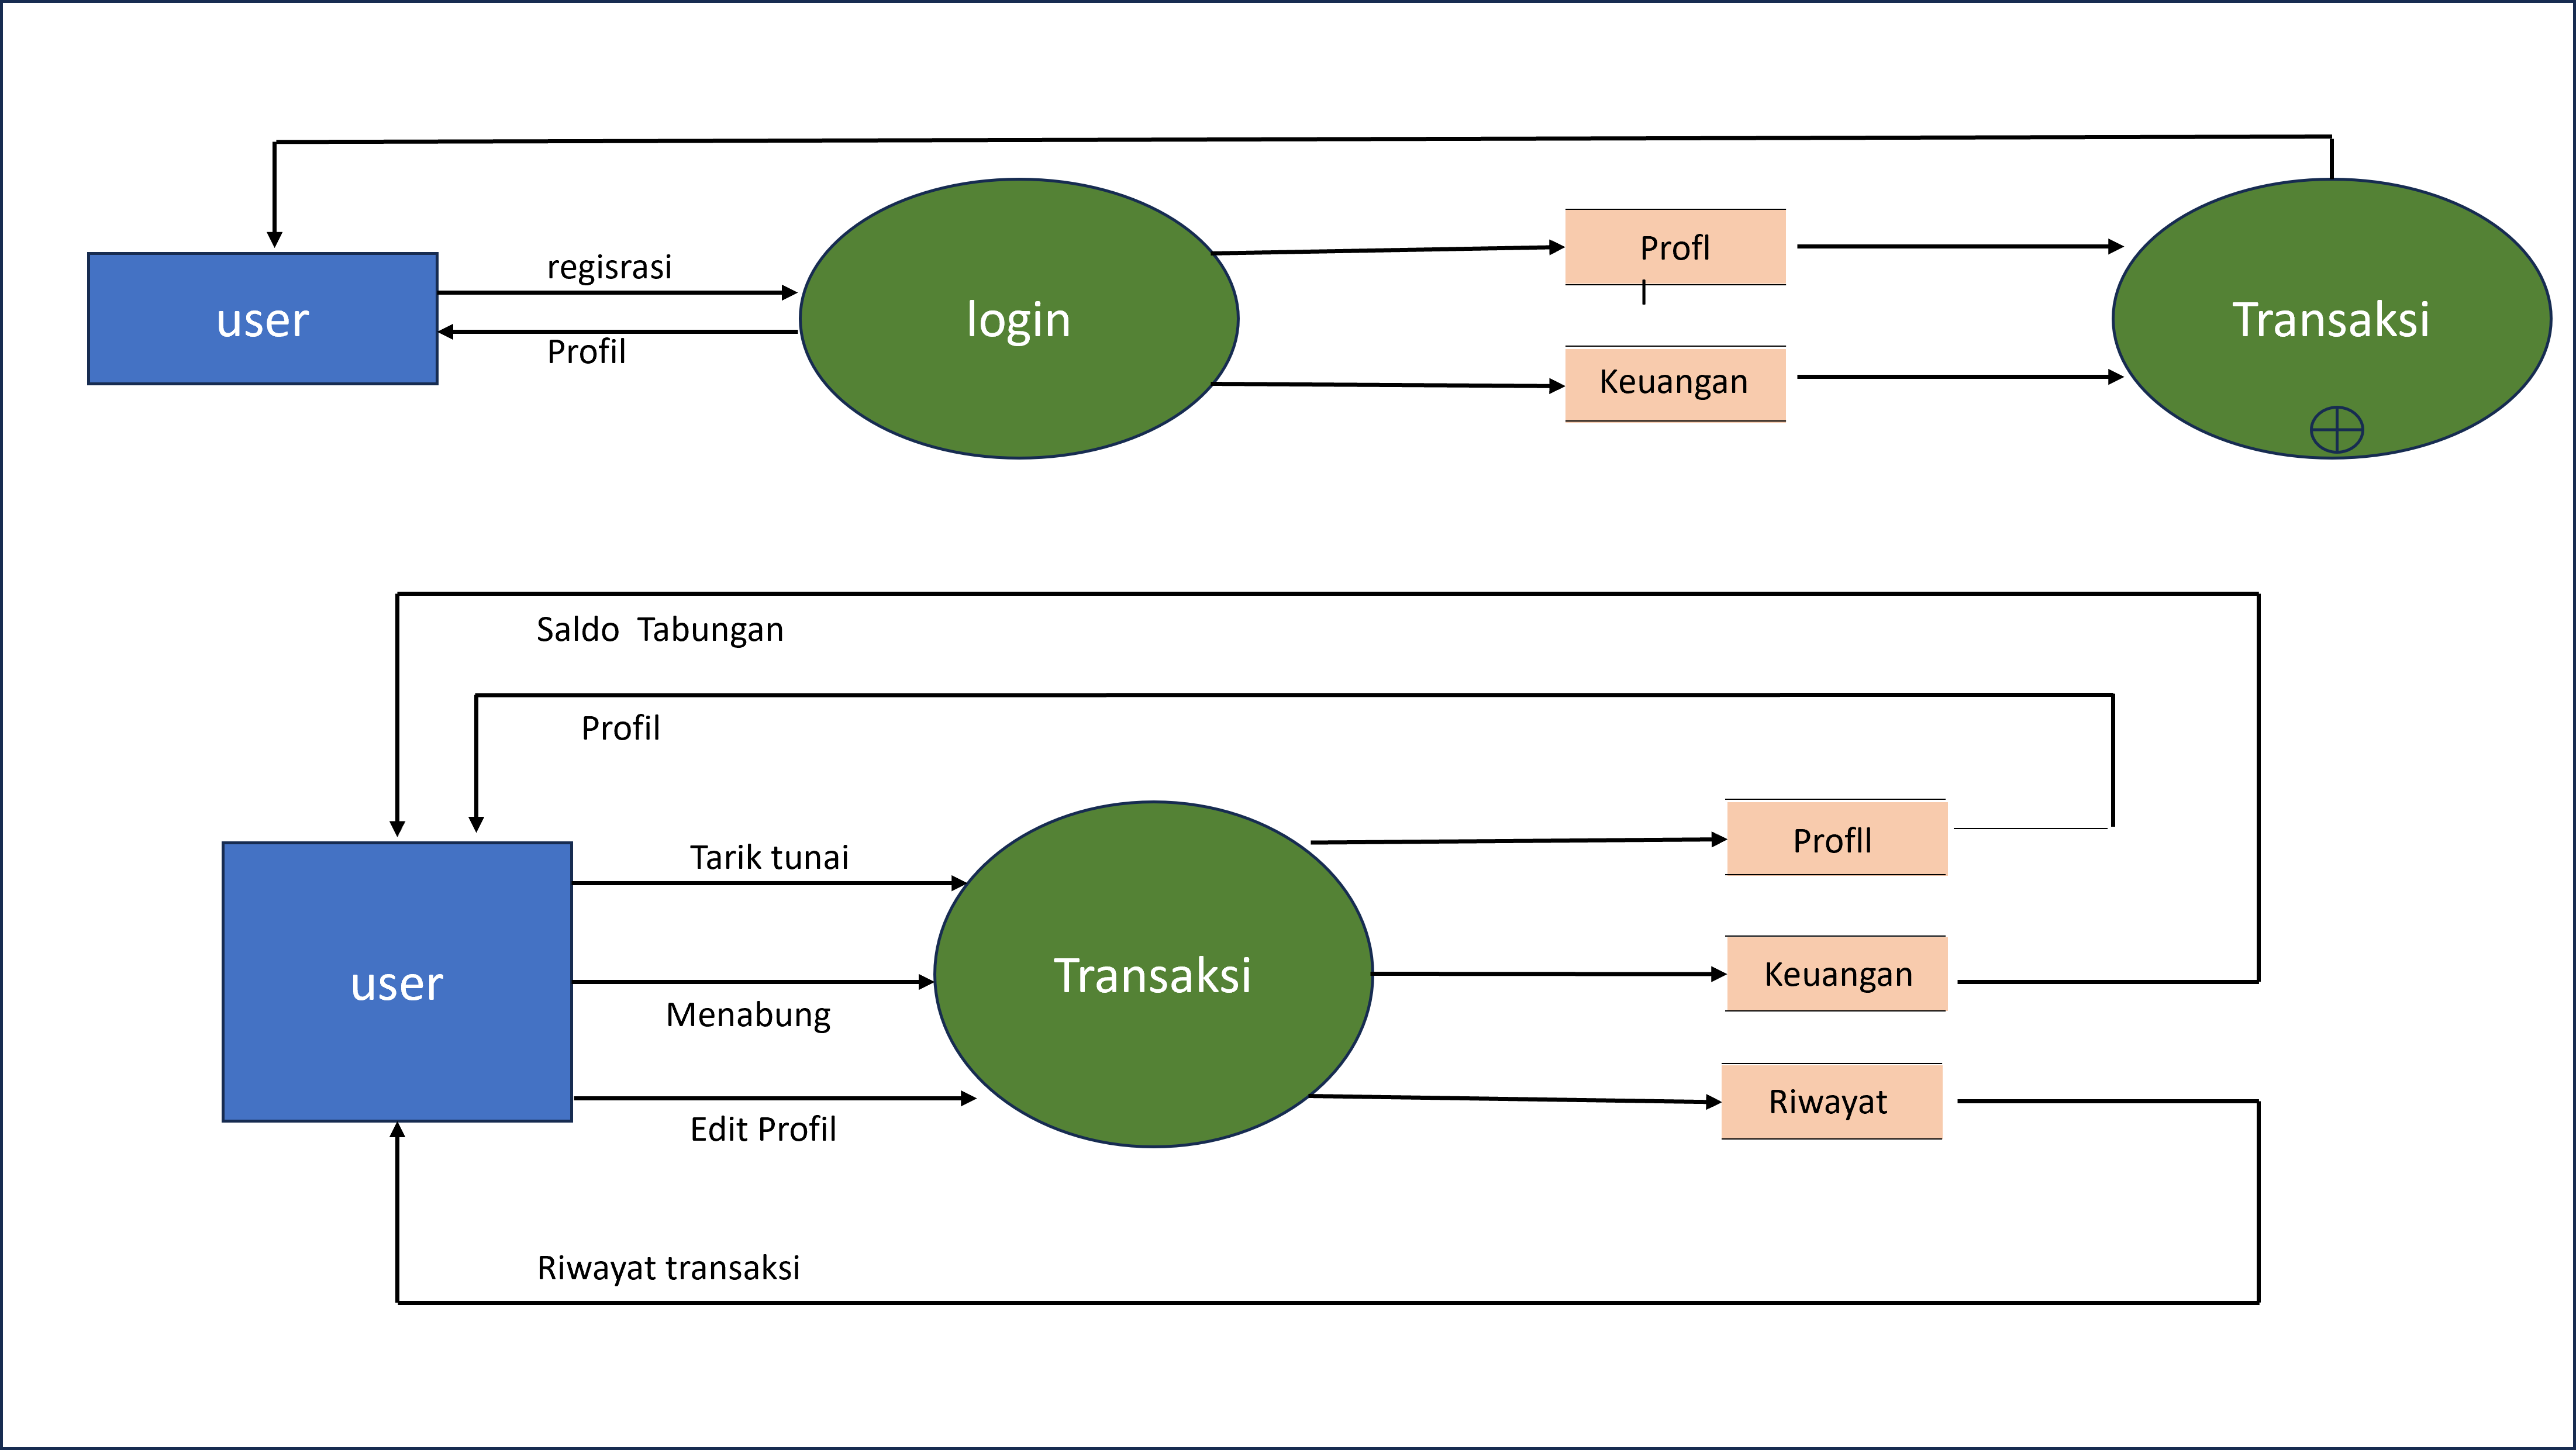 regisrasi
user
Profil
login
Profl
Keuangan
Transaksi
Saldo  Tabungan
Profil
Tarik tunai
user
Menabung
Edit Profil
Transaksi
Profll
Keuangan
Riwayat
Riwayat transaksi